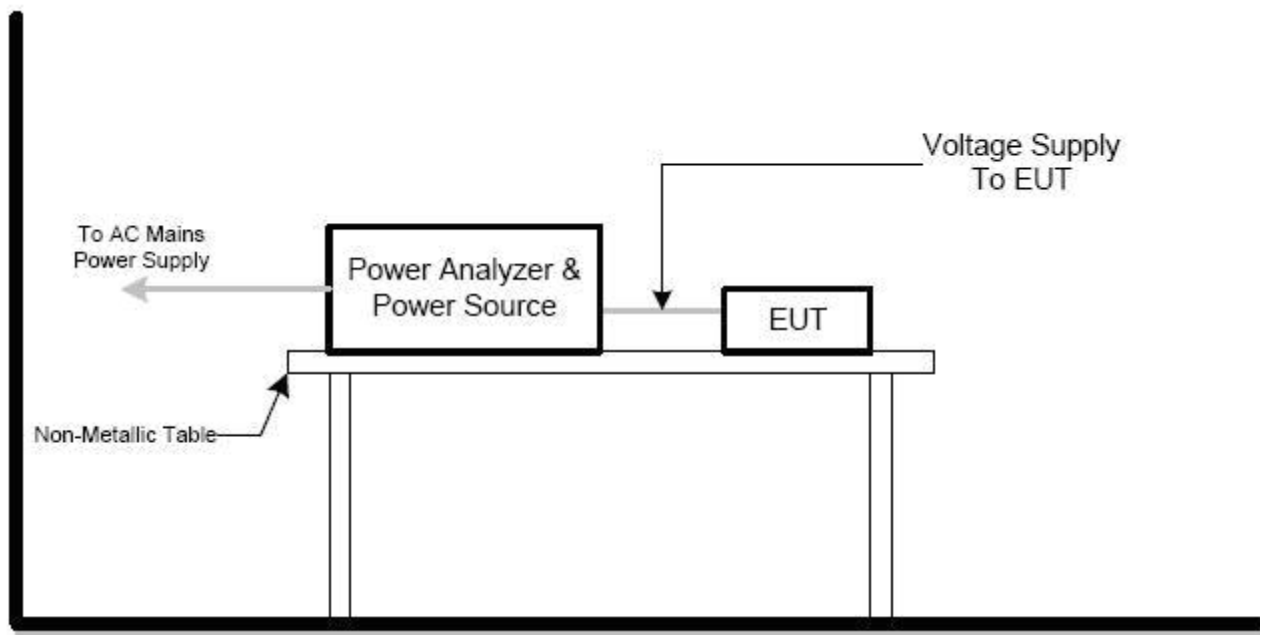 Voltage Supply
To EUT
To AC Mains
Power Supply
Power Analyzer &
Power Source
EUT
Non-Metallic Table